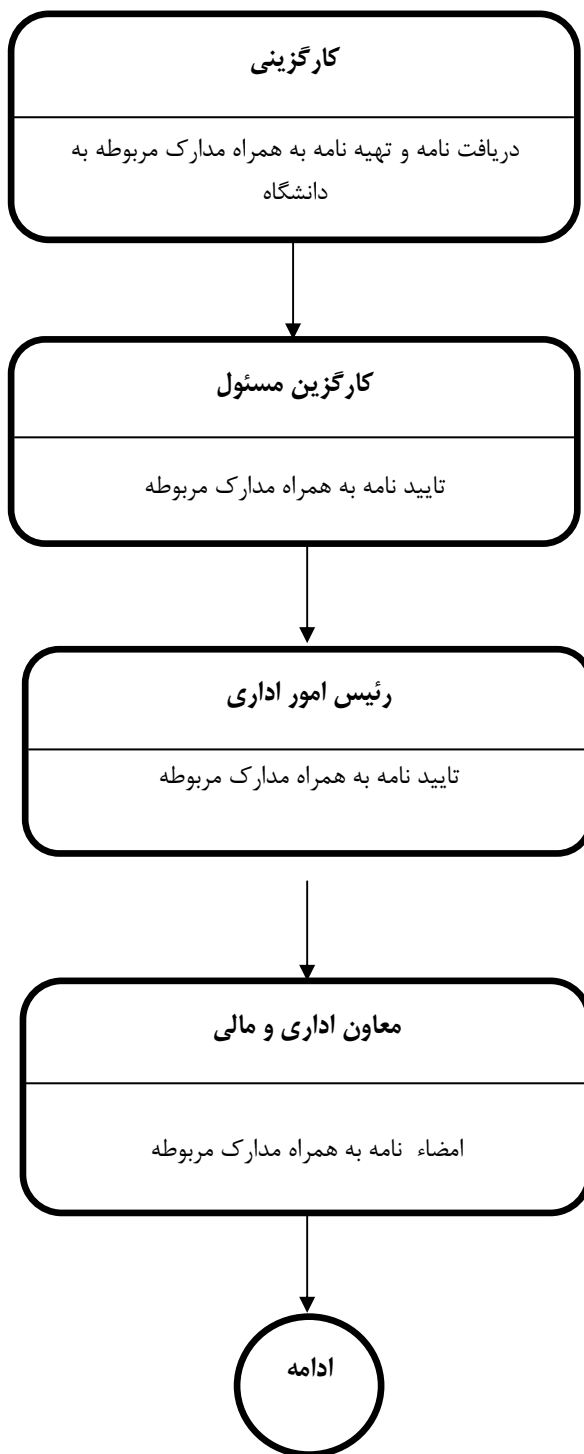 کارگزینی
دریافت نامه و تهیه نامه به همراه مدارک مربوطه به
دانشگاه
کارگزین مسئول
تایید نامه به همراه مدارک مربوطه
رئیس امور اداری
تایید نامه به همراه مدارک مربوطه
معاون اداری و مالی
امضاء نامه به همراه مدارک مربوطه
ادامه